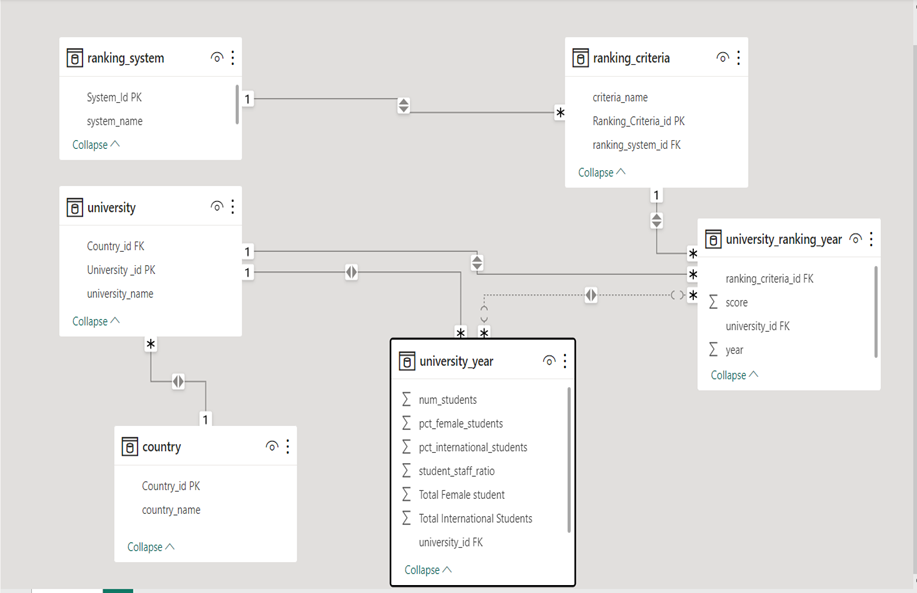 ranking_system
System_Id PK
system_name
Collapse
1
*
ranking_criteria
criteria_name
Ranking_Criteria_id PK
ranking_system_id FK
Collapse
1
university
Country_id FK
University _id PK
university_name
Collapse
1
1
*
university_ranking_year
ranking_criteria_id FK
Σ score
university_id FK
Σ year
Collapse
*
*
*
*
*
university_year
Σ num_students
Σ pct_female_students
Σ pct_international_students
Σ student_staff_ratio
Σ Total Female student
Σ Total International Students
university_id FK
Collapse
1
country
Country_id PK
country_name
Collapse